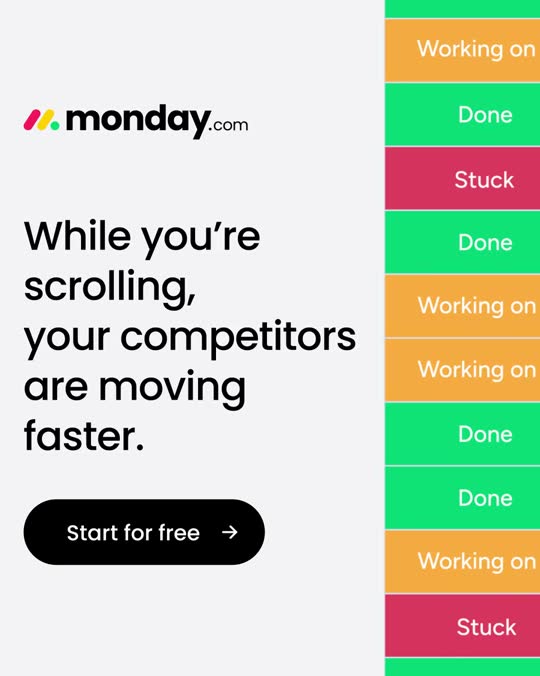 monday.com
While you’re
scrolling,
your competitors
are moving
faster.
Start for free →
Working on
Done
Stuck
Done
Working on
Working on
Done
Done
Working on
Stuck